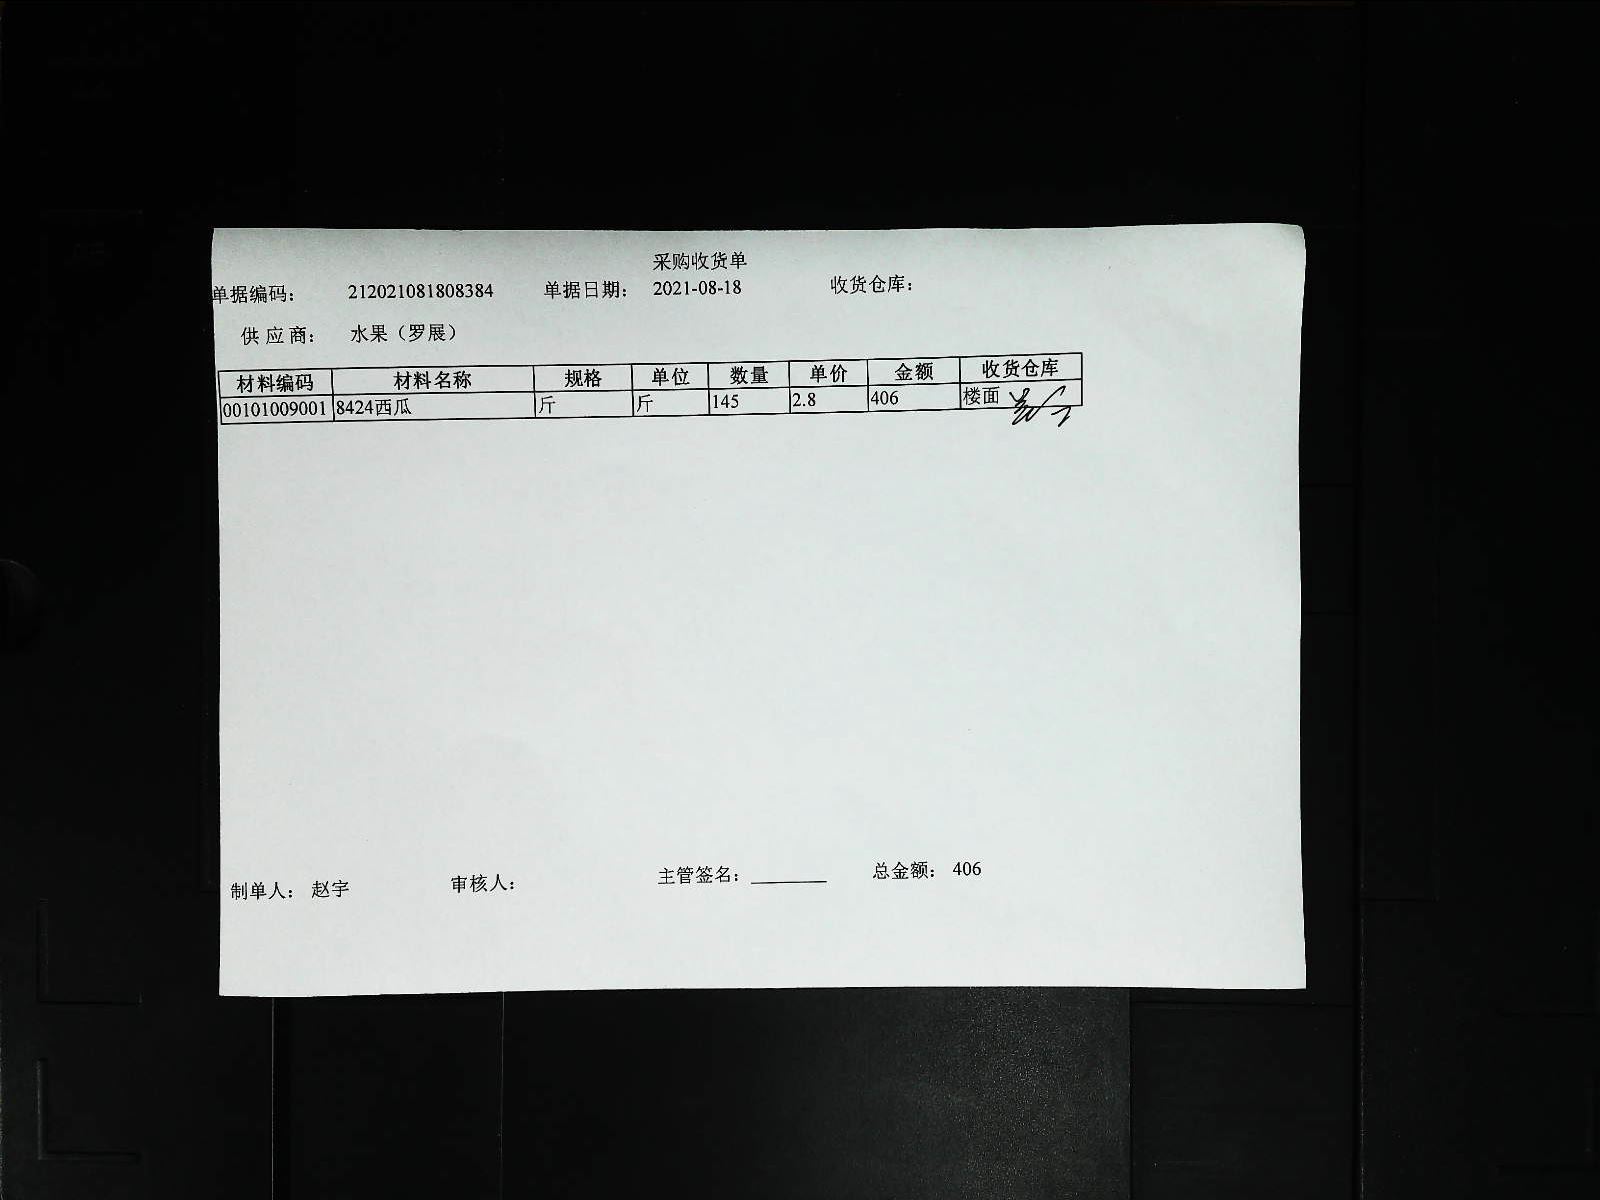 采购收货单
单据编码： 212021081808384 单据日期： 2021-08-18 收货仓库：
供应商： 水果（罗展）
材料编码 材料名称 规格 单位 数量 单价 金额 收货仓库
00101009001 8424西瓜 斤 斤 145 2.8 406 楼面
制单人： 赵宇 审核人： 主管签名：________ 总金额： 406